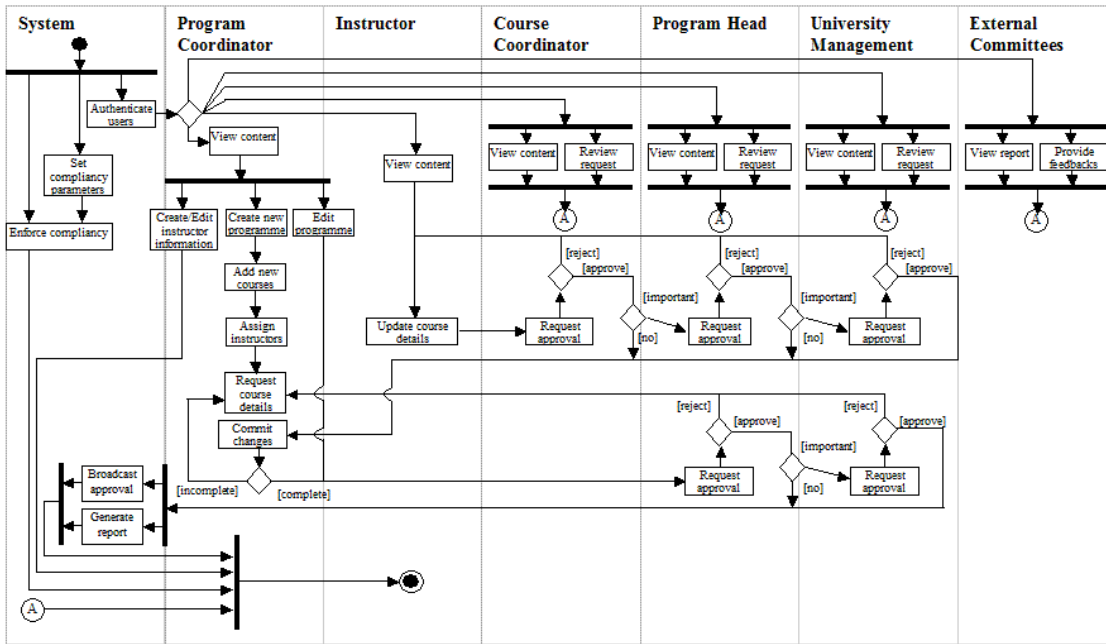 System
Program
Coordinator
Instructor
Course
Coordinator
Program Head
University
Management
External
Committees
Authenticate
users
View content
View content
Set
compliancy
parameters
Enforce compliancy
View content
Review
request
View content
Review
request
View content
Review
request
View report
Provide
feedbacks
A
A
A
A
Create/Edit
instructor
information
Create new
programme
Edit
programme
Add new
courses
Assign
instructors
Update course
details
Request
approval
[reject]
[approve]
[important]
[no]
Request
approval
[reject]
[approve]
[important]
[no]
Request
approval
[reject]
[approve]
Request
course
details
Commit
changes
[incomplete]
[complete]
Request
approval
[reject]
[approve]
[important]
[no]
Request
approval
[reject]
[approve]
Broadcast
approval
Generate
report
A